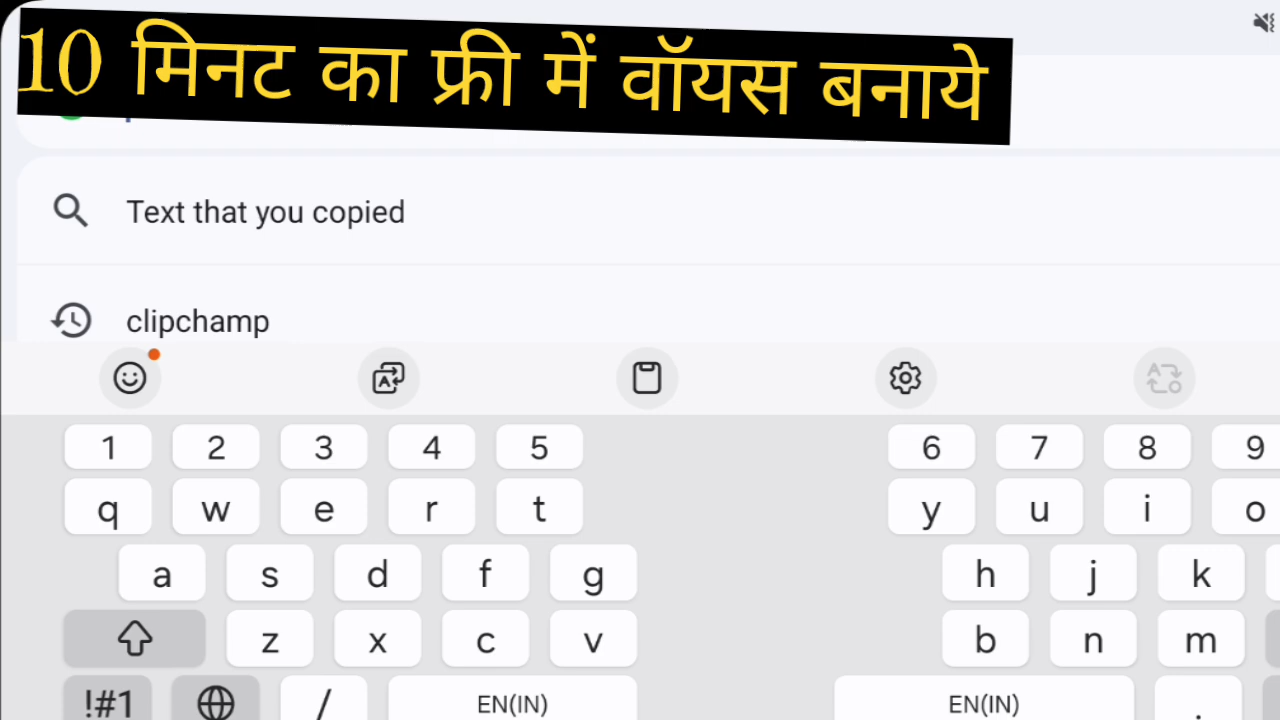 10 मिनट का फ्री में वॉयस बनाये
Text that you copied
clipchamp
1 2 3 4 5 6 7 8 9
q w e r t y u i o
a s d f g h j k
z x c v b n m
!#1 / EN(IN) EN(IN) .